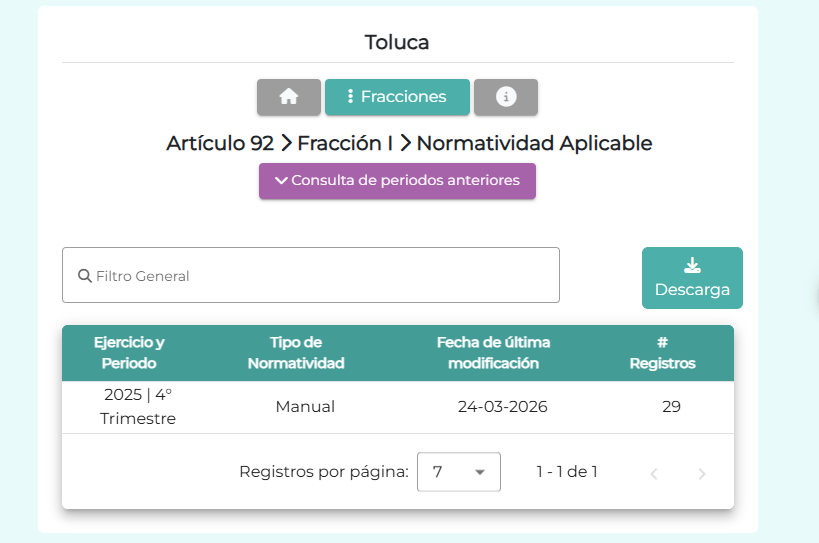 Toluca
Fracciones
Artículo 92 Fracción I Normatividad Aplicable
Consulta de periodos anteriores
Filtro General
Descarga
Ejercicio y Periodo Tipo de Normatividad Fecha de última modificación # Registros
2025 | 4° Trimestre Manual 24-03-2026 29
Registros por página: 7 1 - 1 de 1